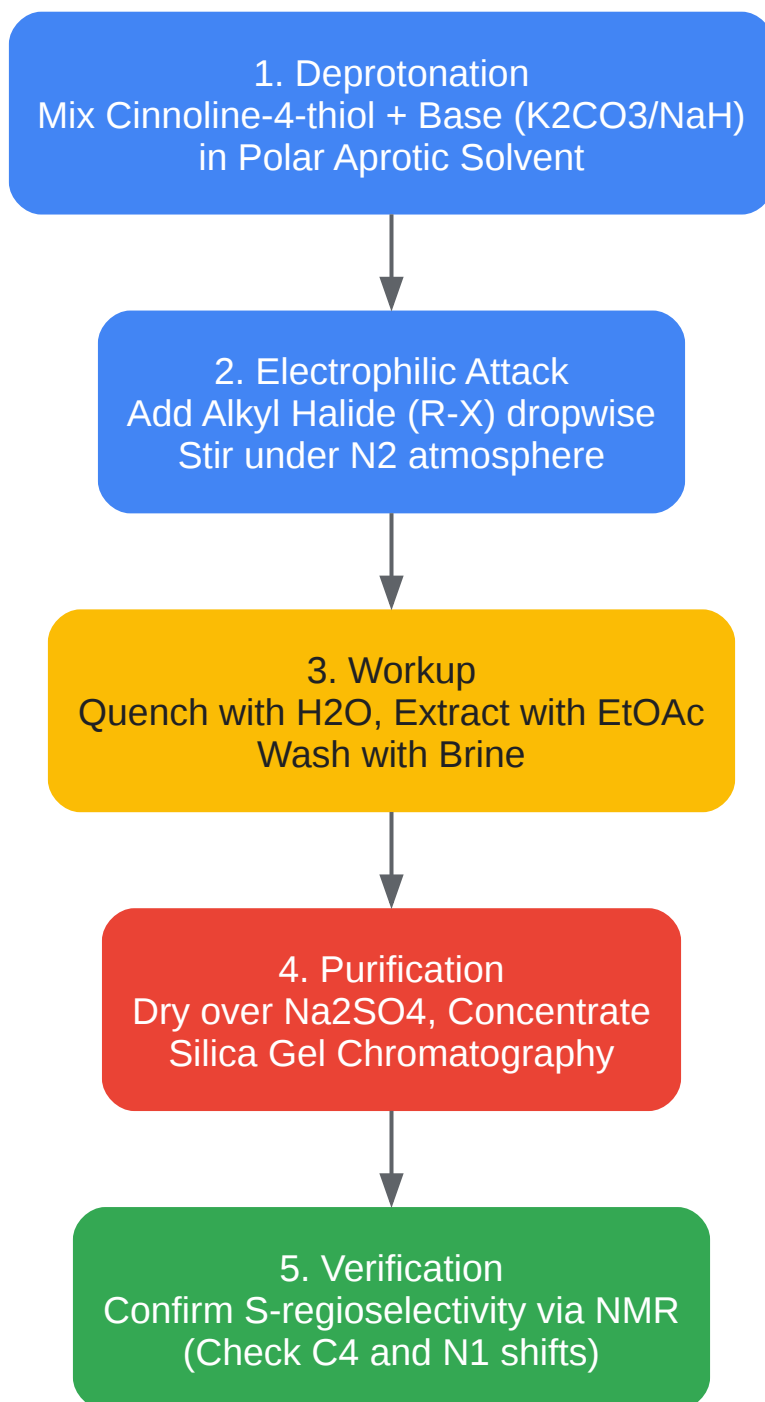 1. Deprotonation
Mix Cinnoline-4-thiol + Base (K2CO3/NaH)
in Polar Aprotic Solvent
2. Electrophilic Attack
Add Alkyl Halide (R-X) dropwise
Stir under N2 atmosphere
3. Workup
Quench with H2O, Extract with EtOAc
Wash with Brine
4. Purification
Dry over Na2SO4, Concentrate
Silica Gel Chromatography
5. Verification
Confirm S-regioselectivity via NMR
(Check C4 and N1 shifts)